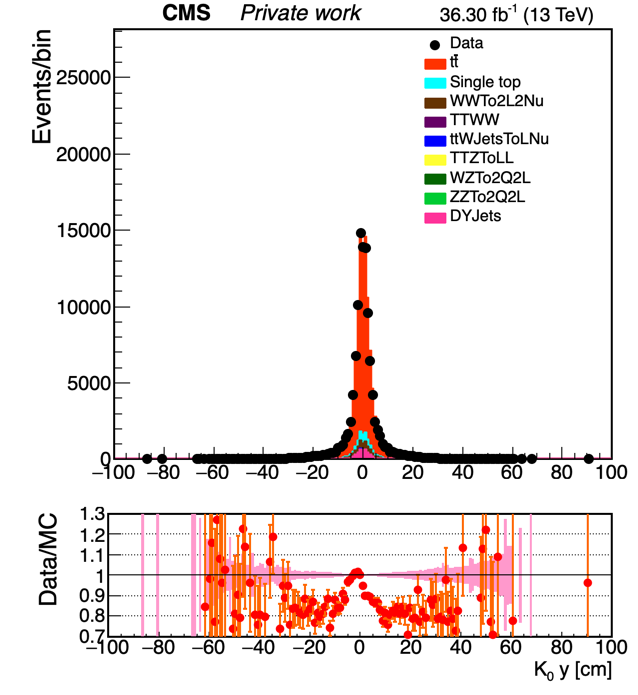 CMS Private work 36.30 fb-1 (13 TeV)
Events/bin
25000
20000
15000
10000
5000
0
Data
tt̄
Single top
WWTo2L2Nu
TTWW
ttWJetsToLNu
TTZToLL
WZTo2Q2L
ZZTo2Q2L
DYJets
−100 −80 −60 −40 −20 0 20 40 60 80 100
Data/MC
1.3
1.2
1.1
1
0.9
0.8
0.7
−100 −80 −60 −40 −20 0 20 40 60 80 100
K0 y [cm]